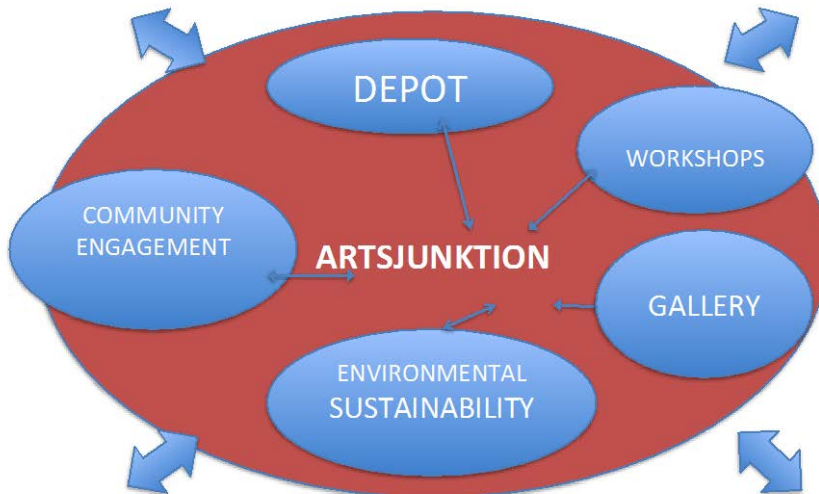 DEPOT
WORKSHOPS
COMMUNITY
ENGAGEMENT
ARTSJUNKTION
GALLERY
ENVIRONMENTAL
SUSTAINABILITY